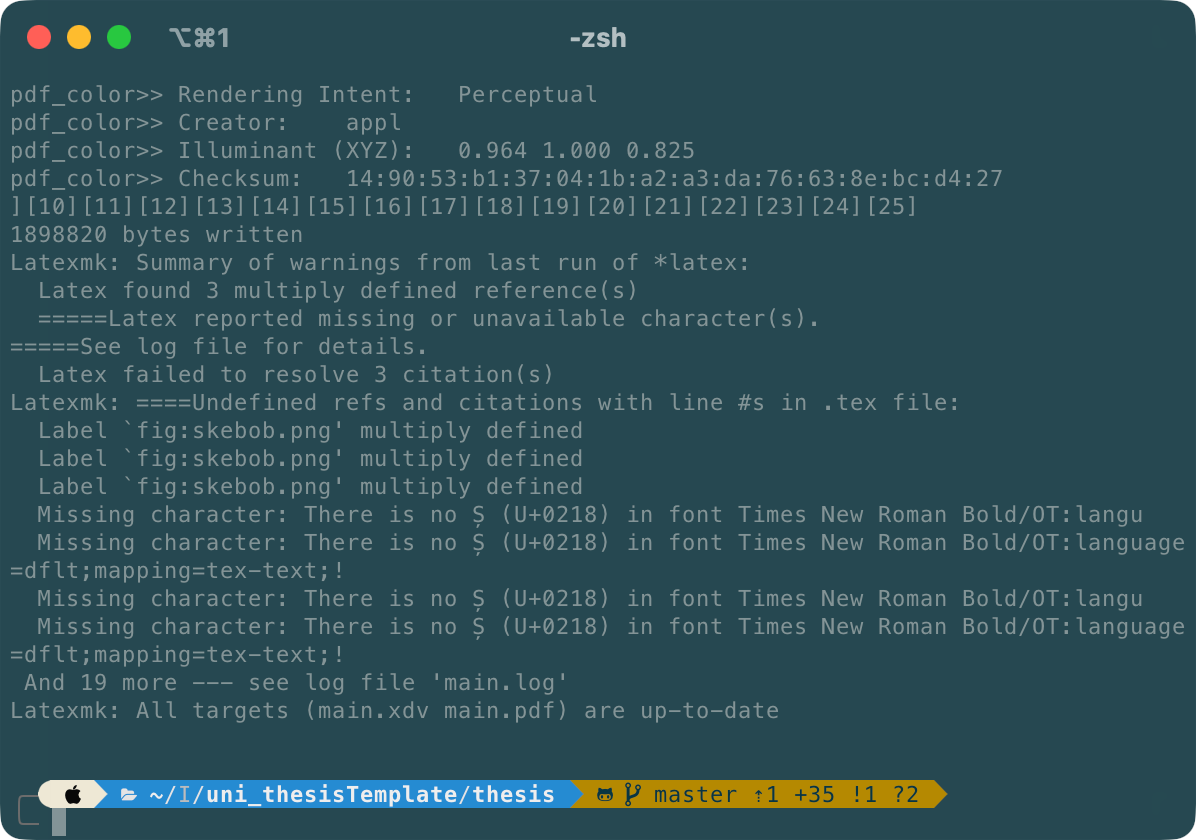 ⌥⌘1
-zsh
pdf_color>> Rendering Intent:   Perceptual
pdf_color>> Creator:    appl
pdf_color>> Illuminant (XYZ):   0.964 1.000 0.825
pdf_color>> Checksum:   14:90:53:b1:37:04:1b:a2:a3:da:76:63:8e:bc:d4:27
][10][11][12][13][14][15][16][17][18][19][20][21][22][23][24][25]
1898820 bytes written
Latexmk: Summary of warnings from last run of *latex:
  Latex found 3 multiply defined reference(s)
  =====Latex reported missing or unavailable character(s).
=====See log file for details.
  Latex failed to resolve 3 citation(s)
Latexmk: ====Undefined refs and citations with line #s in .tex file:
  Label `fig:skebob.png' multiply defined
  Label `fig:skebob.png' multiply defined
  Label `fig:skebob.png' multiply defined
  Missing character: There is no Ș (U+0218) in font Times New Roman Bold/OT:langu
  Missing character: There is no Ș (U+0218) in font Times New Roman Bold/OT:language
=dflt;mapping=tex-text;!
  Missing character: There is no Ș (U+0218) in font Times New Roman Bold/OT:langu
  Missing character: There is no Ș (U+0218) in font Times New Roman Bold/OT:language
=dflt;mapping=tex-text;!
 And 19 more --- see log file 'main.log'
Latexmk: All targets (main.xdv main.pdf) are up-to-date
~/I/uni_thesisTemplate/thesis master ⇡1 +35 !1 ?2